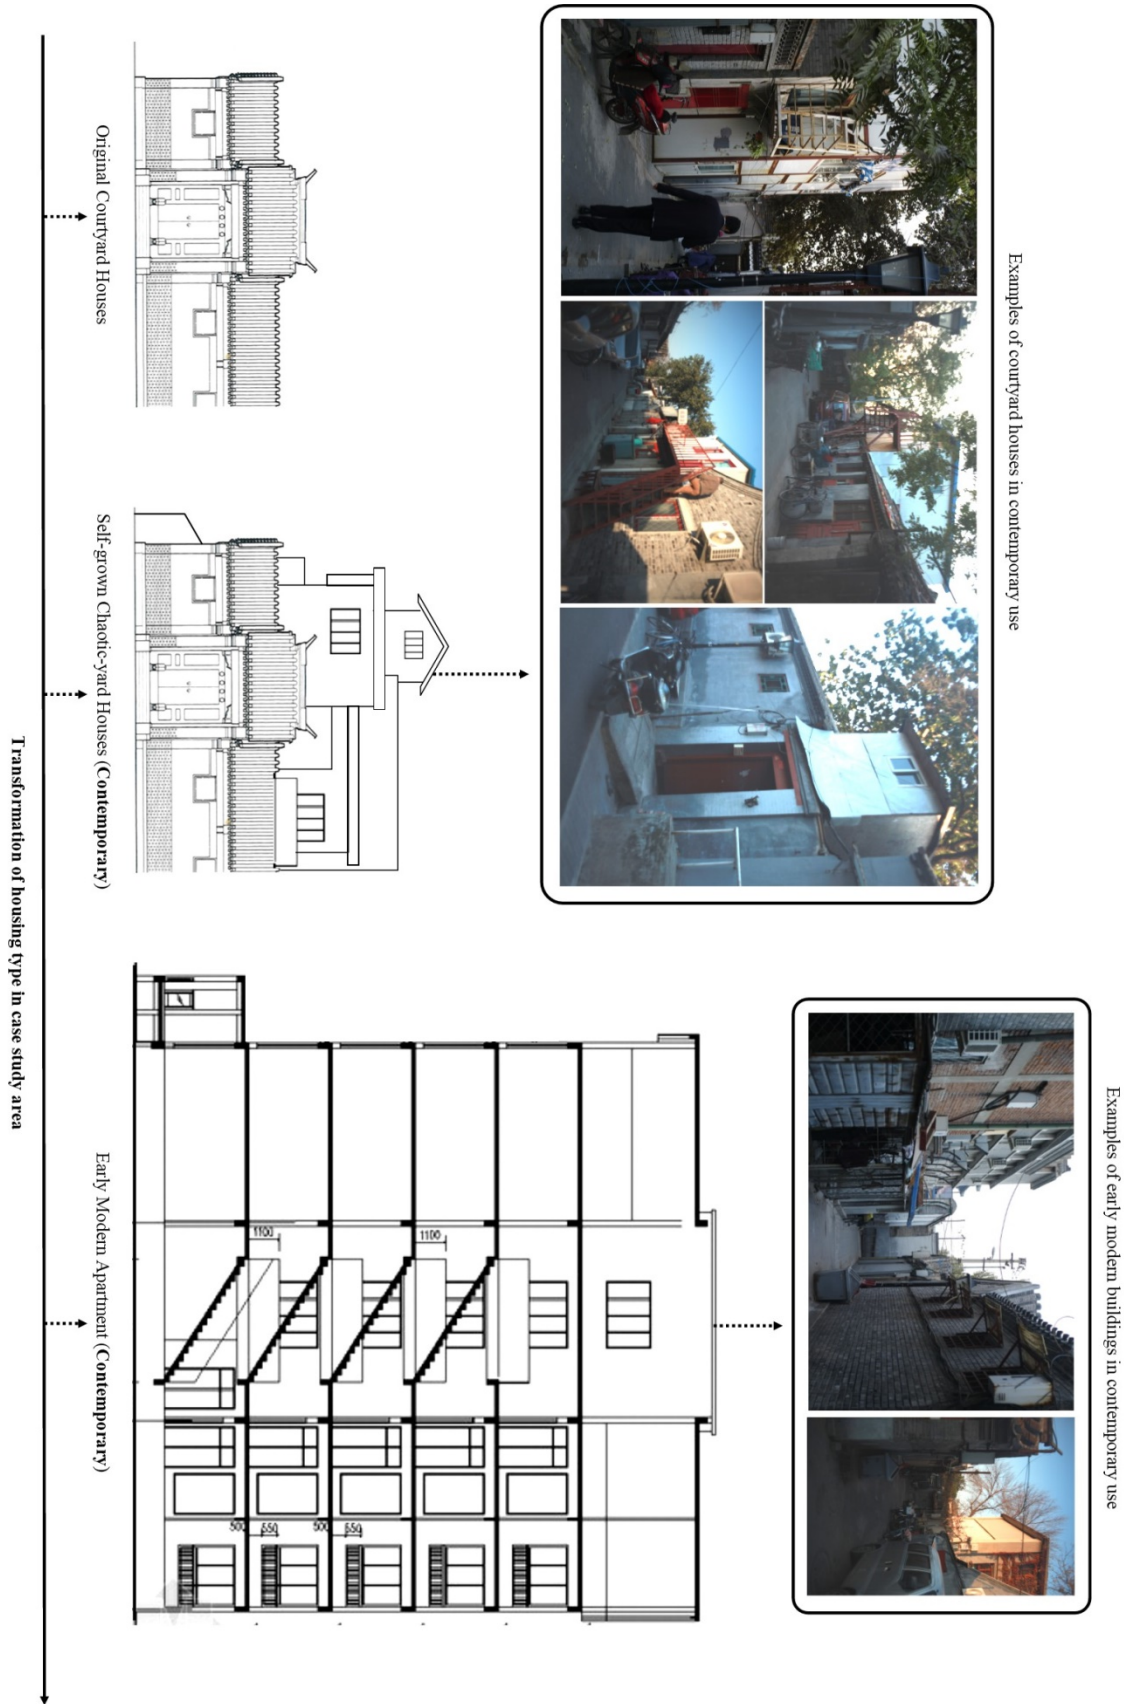 Examples of courtyard houses in contemporary use
Examples of early modern buildings in contemporary use
1100
1100
500
550
500
550
Original Courtyard Houses
Self-grown Chaotic-yard Houses (Contemporary)
Early Modern Apartment (Contemporary)
Transformation of housing type in case study area